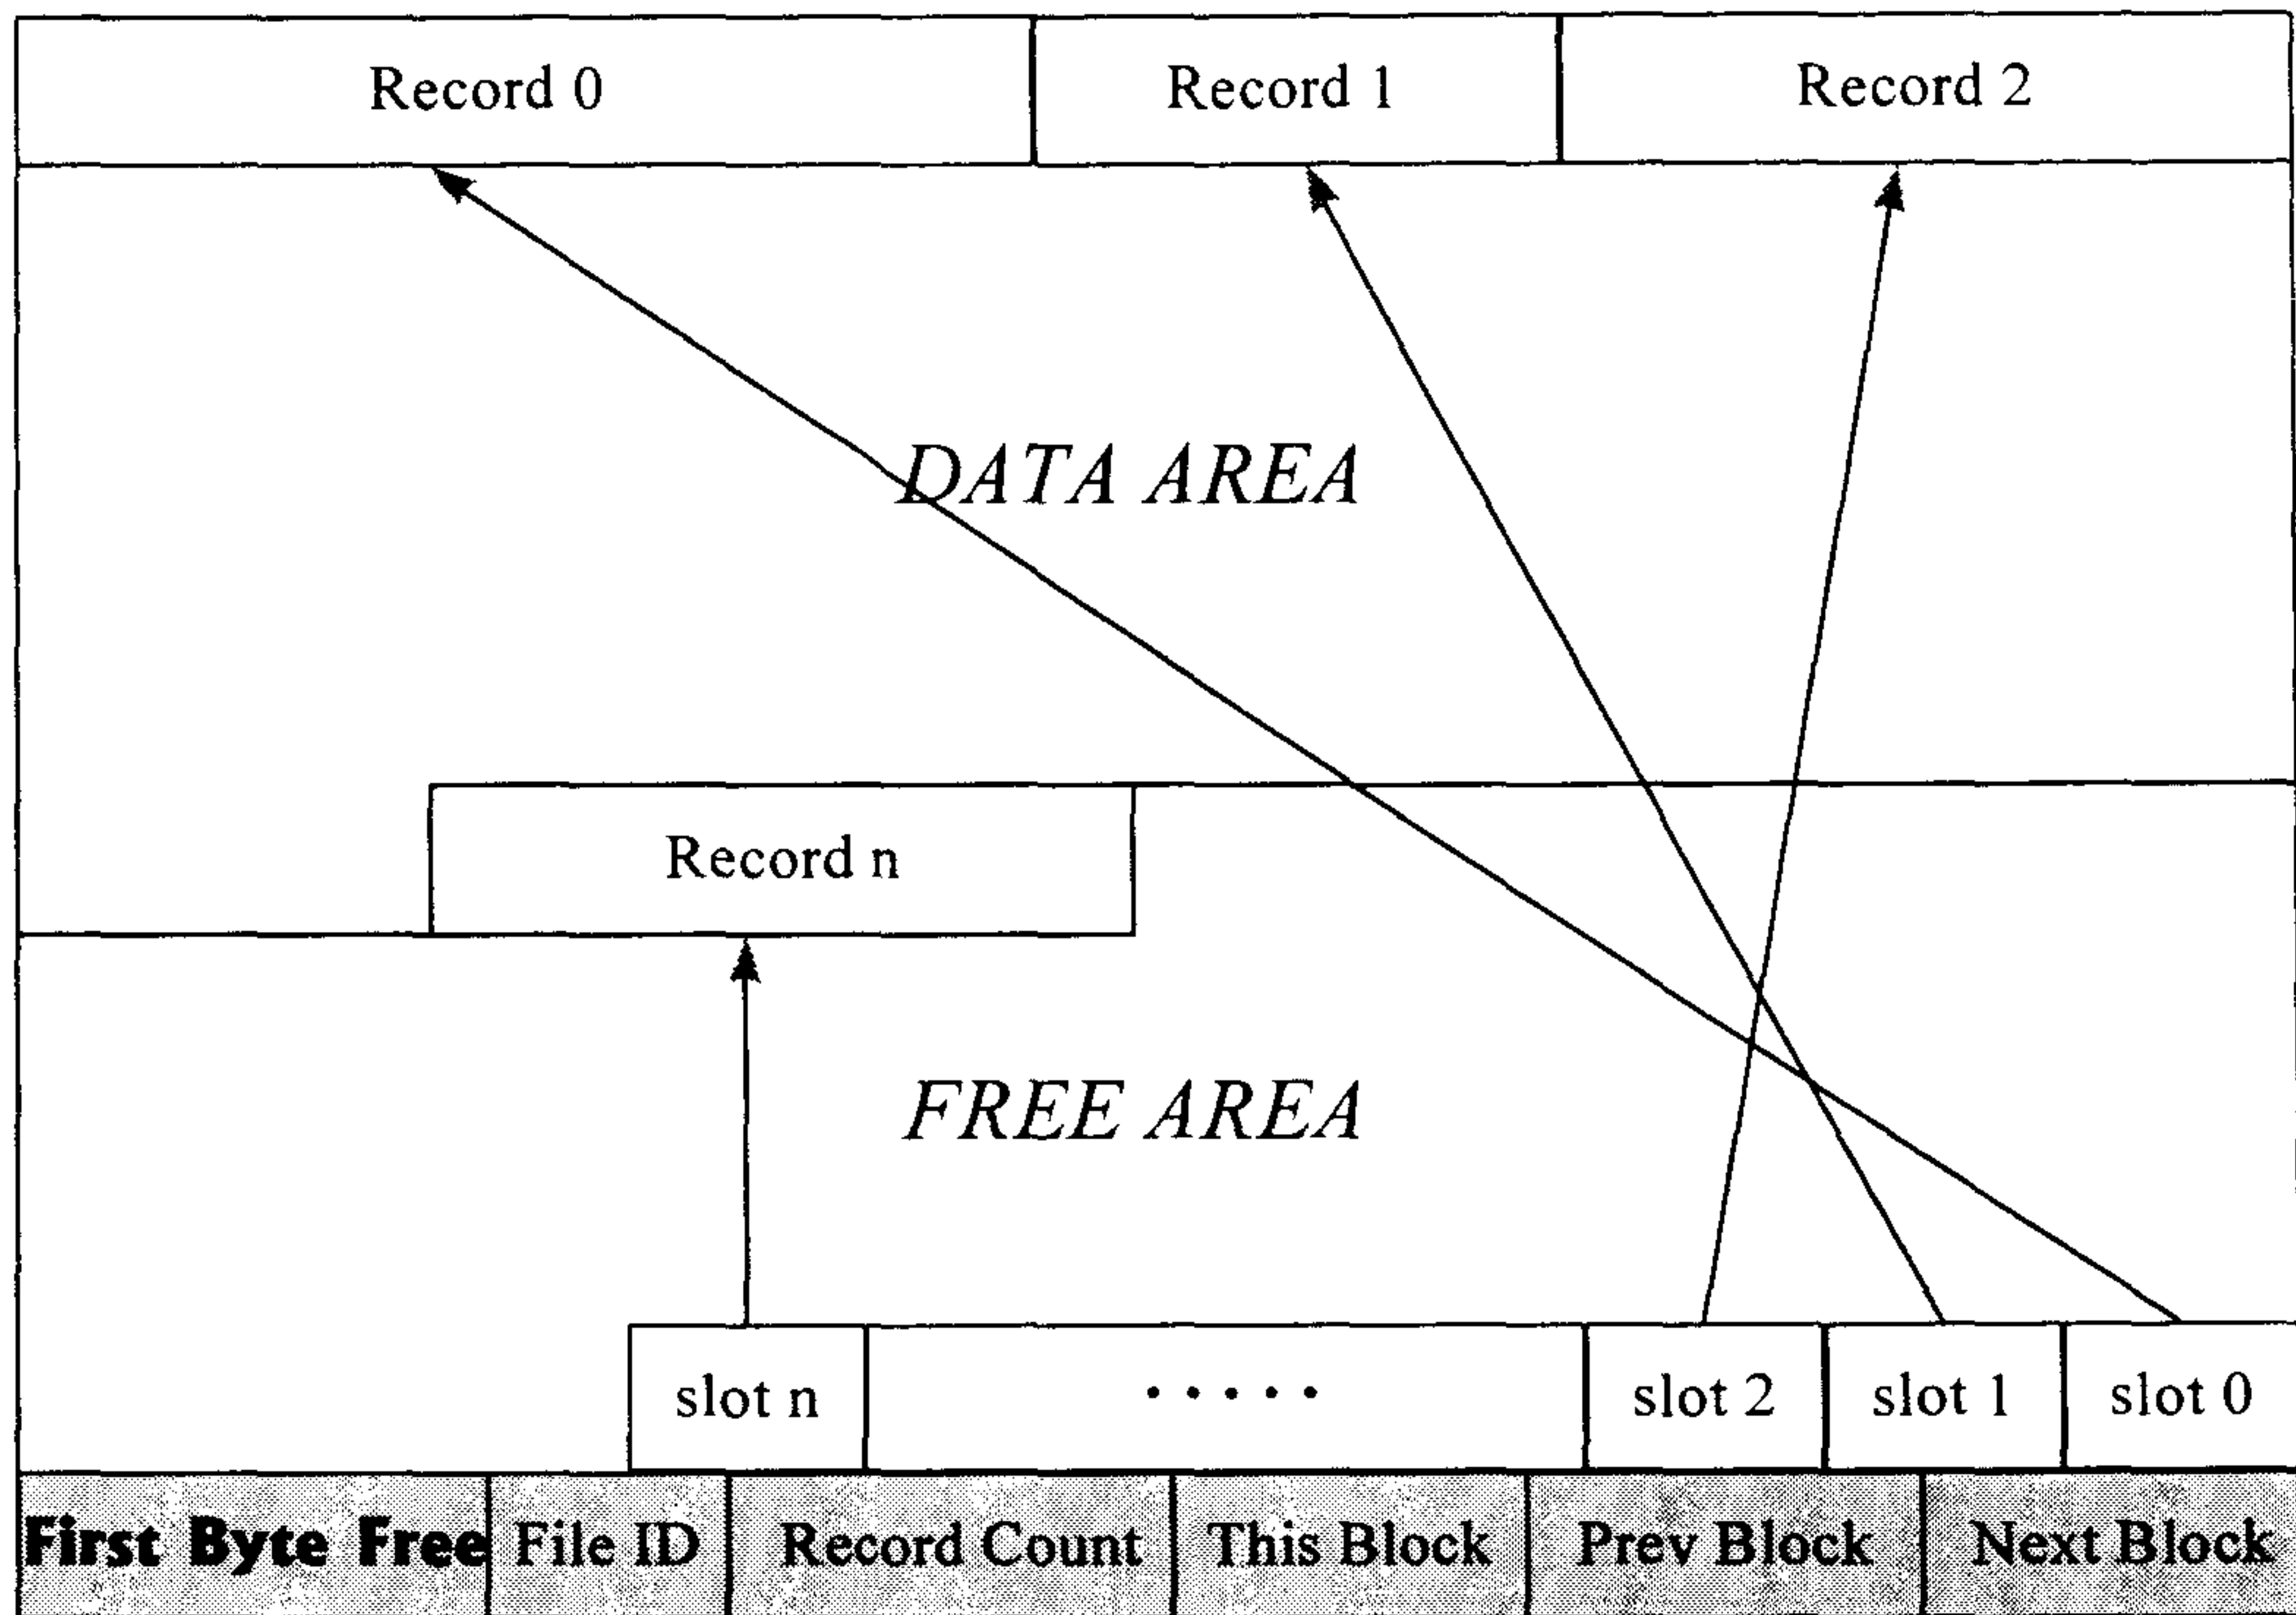 Record 0 Record 1 Record 2
DATA AREA
Record n
FREE AREA
slot n ..... slot 2 slot 1 slot 0
First Byte Free File ID Record Count This Block Prev Block Next Block